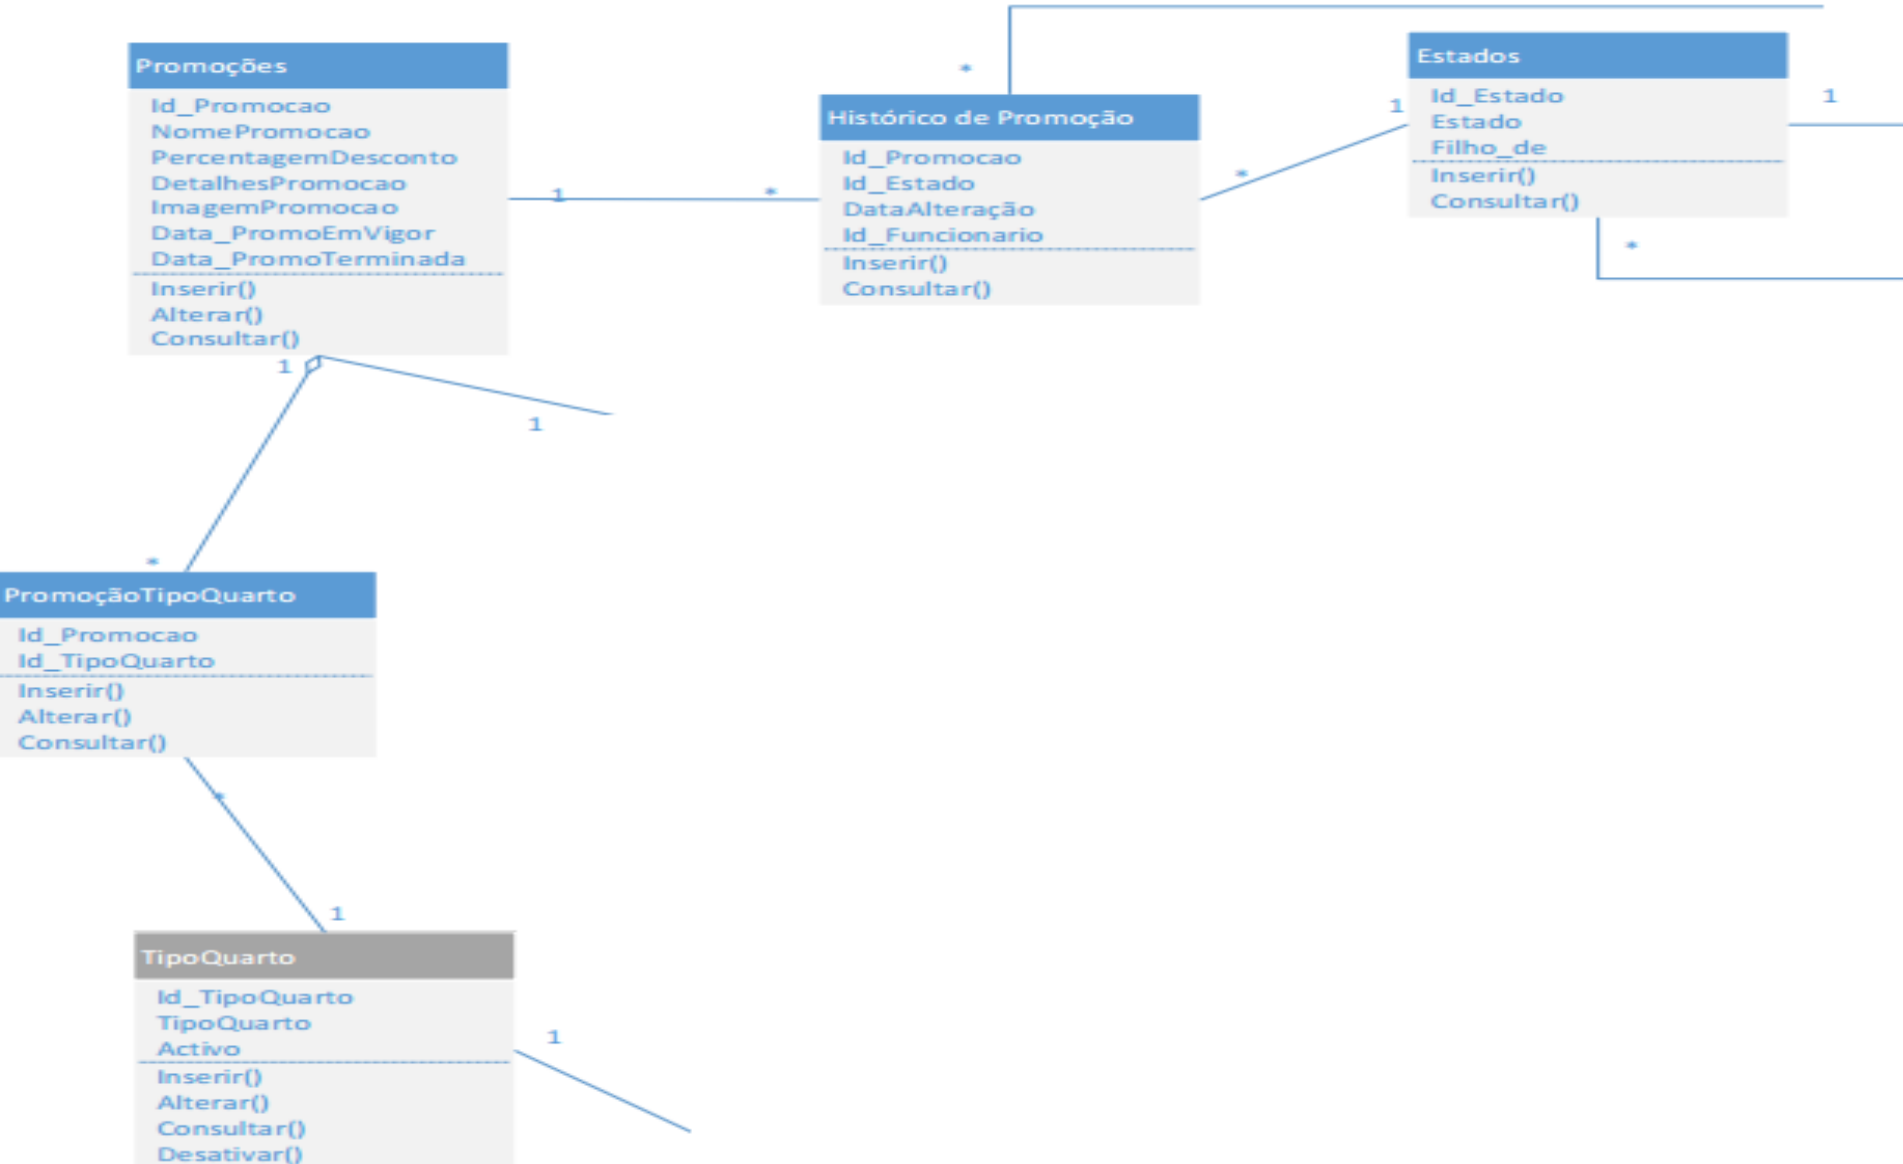 Promoções
Id_Promocao
NomePromocao
PercentagemDesconto
DetalhesPromocao
ImagemPromocao
Data_PromoEmVigor
Data_PromoTerminada
Inserir()
Alterar()
Consultar()
1
*
1
1
*
Histórico de Promoção
Id_Promocao
Id_Estado
DataAlteração
Id_Funcionario
Inserir()
Consultar()
*
*
1
Estados
Id_Estado
Estado
Filho_de
Inserir()
Consultar()
1
*
*
PromoçãoTipoQuarto
Id_Promocao
Id_TipoQuarto
Inserir()
Alterar()
Consultar()
*
1
TipoQuarto
Id_TipoQuarto
TipoQuarto
Activo
Inserir()
Alterar()
Consultar()
Desativar()
1